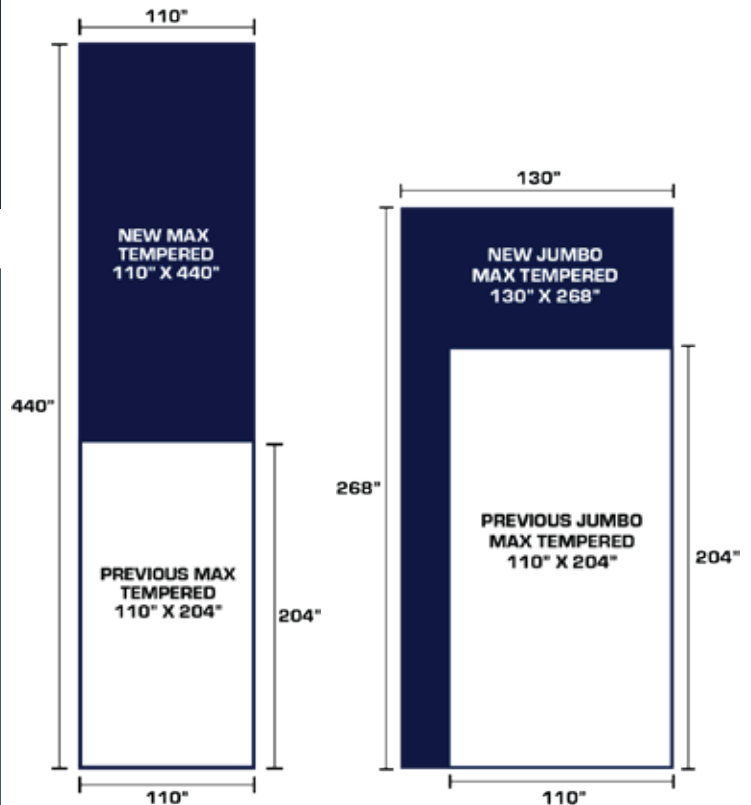 110"
NEW MAX
TEMPERED
110" X 440"
440"
PREVIOUS MAX
TEMPERED
110" X 204"
204"
110"
130"
NEW JUMBO
MAX TEMPERED
130" X 268"
268"
PREVIOUS JUMBO
MAX TEMPERED
110" X 204"
204"
110"